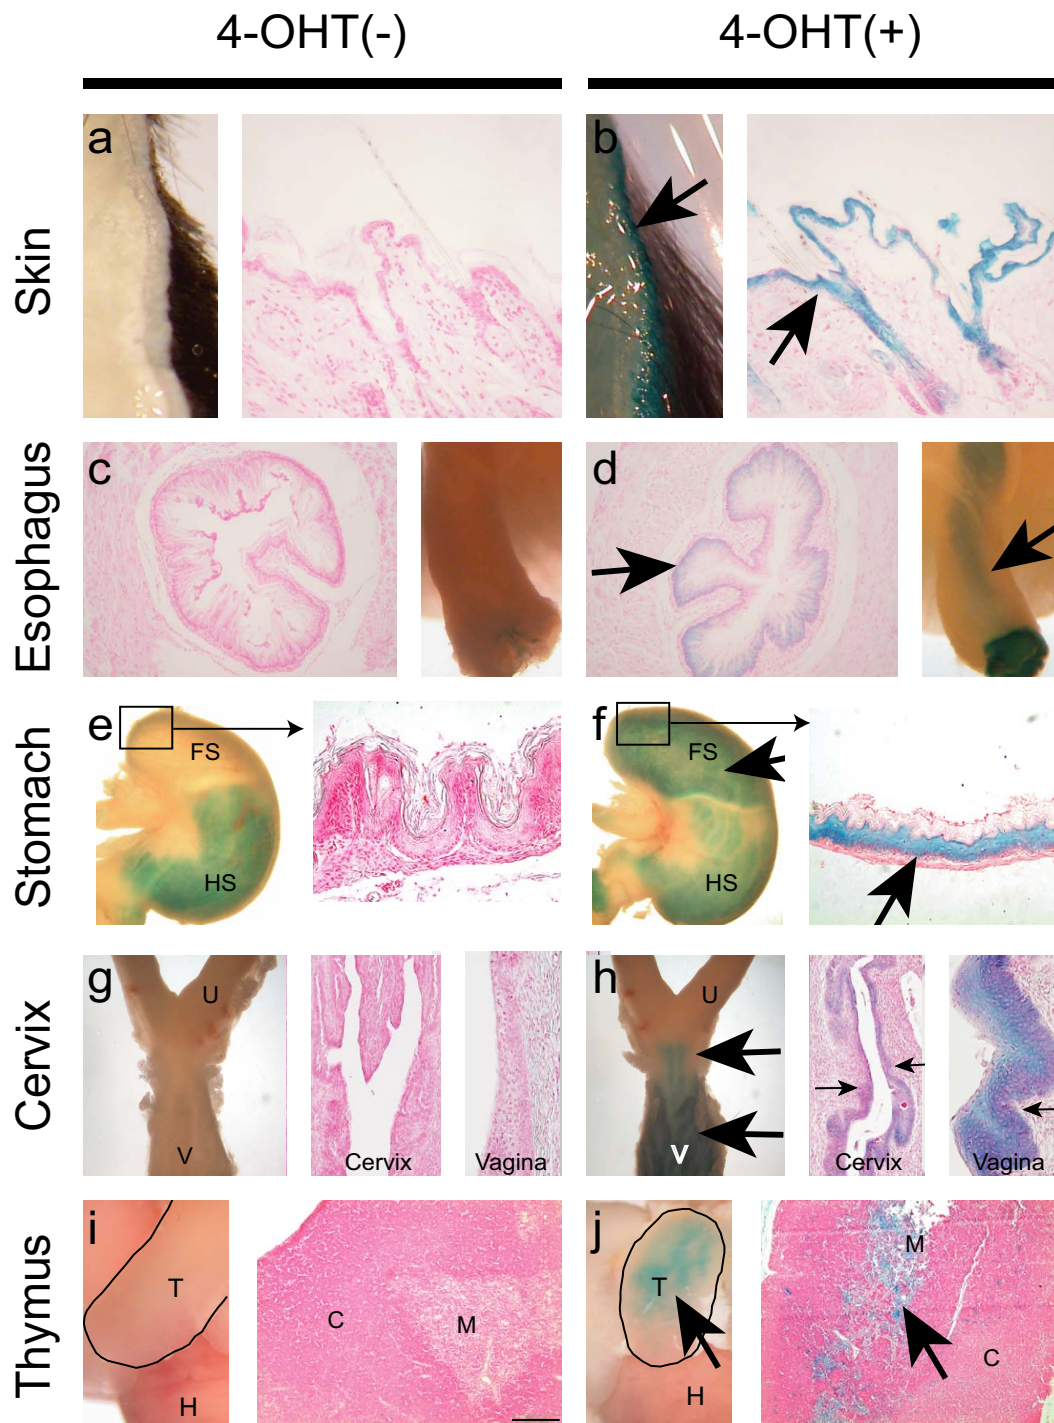 4-OHT(-) 4-OHT(+)
Skin
a b
Esophagus
c d
Stomach
e FS HS f FS HS
Cervix
g U V Cervix Vagina h U V Cervix Vagina
Thymus
i T H C M j T H M C